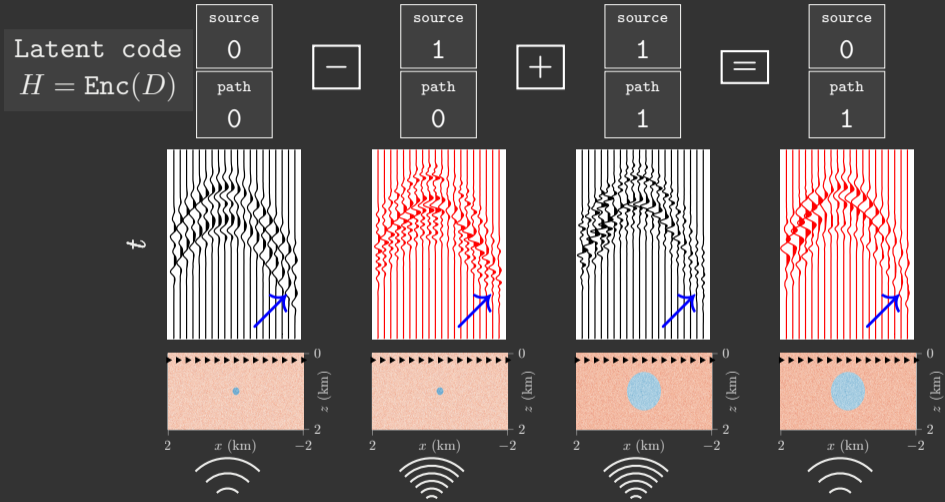 source source source source
Latent code 0 − 1 + 1 = 0
H = Enc(D) path path path path
0 0 1 1
t
0 0 0 0
z (km) z (km) z (km) z (km)
2 2 2 2
2 x (km) −2 2 x (km) −2 2 x (km) −2 2 x (km) −2